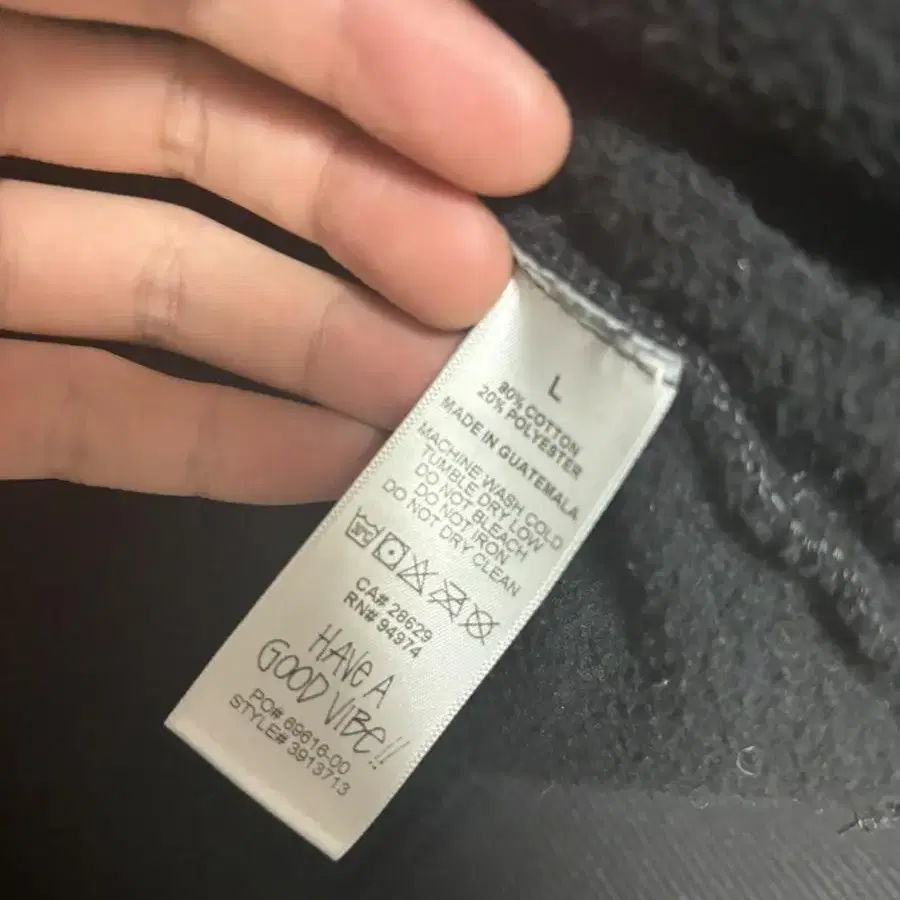 L
80% COTTON
20% POLYESTER
MADE IN GUATEMALA
MACHINE WASH COLD
TUMBLE DRY LOW
DO NOT BLEACH
DO NOT IRON
DO NOT DRY CLEAN
CA# 28629
RN# 94974
HAVE A
GOOD VIBE!!
PO# 69616-00
STYLE# 3913713